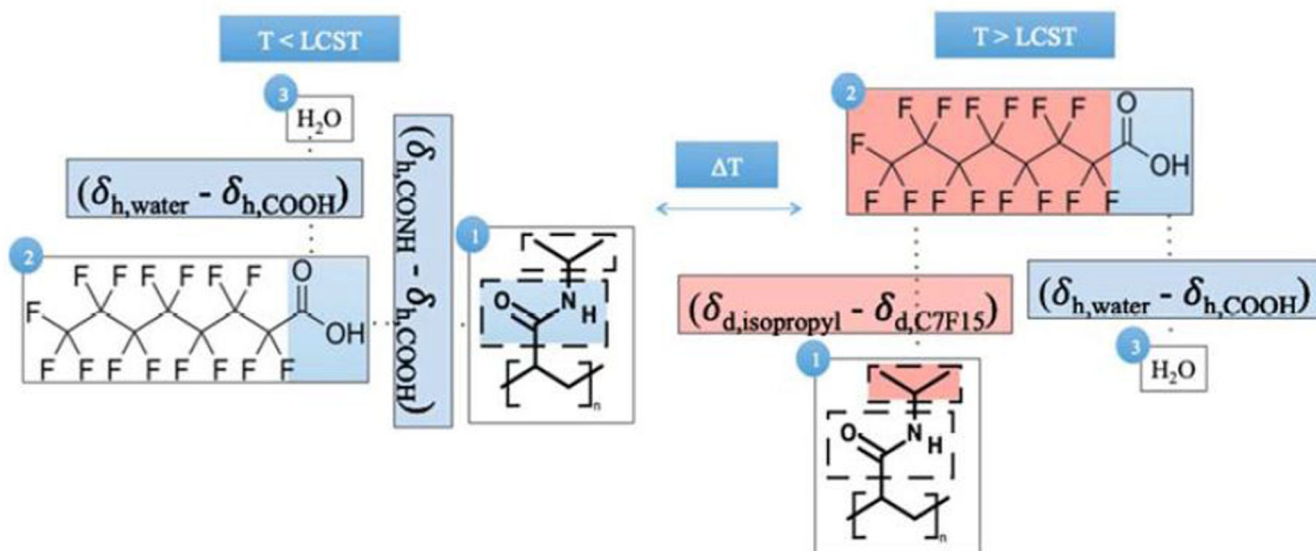 T < LCST
T > LCST
3
H₂O
(δh,water - δh,COOH)
(δh,CONH - δh,COOH)
2
F F F F F F O
F
OH
F F F F F F F F
1
O N H
n
ΔT
2
F F F F F F O
F
OH
F F F F F F F F
(δd,isopropyl - δd,C7F15)
(δh,water - δh,COOH)
1
3
H₂O
O N H
n